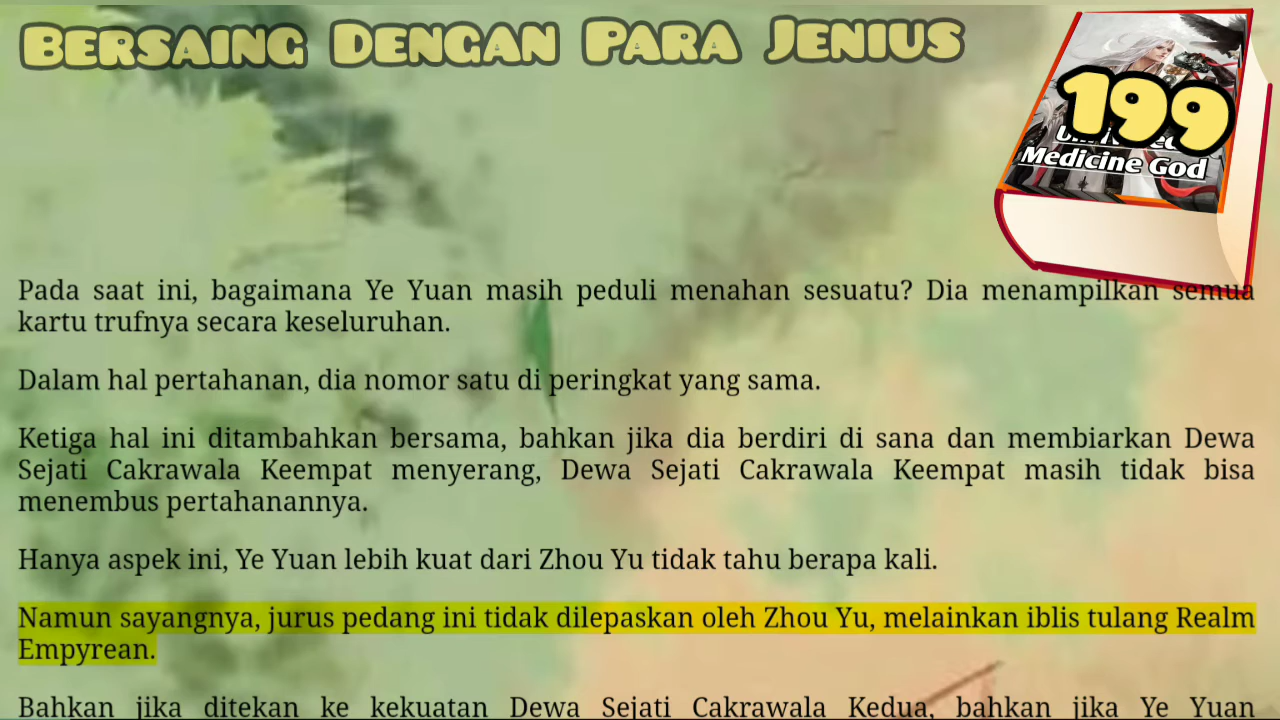 Bersaing Dengan Para Jenius
199
Medicine God
Pada saat ini, bagaimana Ye Yuan masih peduli menahan sesuatu? Dia menampilkan semua
kartu trufnya secara keseluruhan.
Dalam hal pertahanan, dia nomor satu di peringkat yang sama.
Ketiga hal ini ditambahkan bersama, bahkan jika dia berdiri di sana dan membiarkan Dewa
Sejati Cakrawala Keempat menyerang, Dewa Sejati Cakrawala Keempat masih tidak bisa
menembus pertahanannya.
Hanya aspek ini, Ye Yuan lebih kuat dari Zhou Yu tidak tahu berapa kali.
Namun sayangnya, jurus pedang ini tidak dilepaskan oleh Zhou Yu, melainkan iblis tulang Realm
Empyrean.
Bahkan jika ditekan ke kekuatan Dewa Sejati Cakrawala Kedua, bahkan jika Ye Yuan